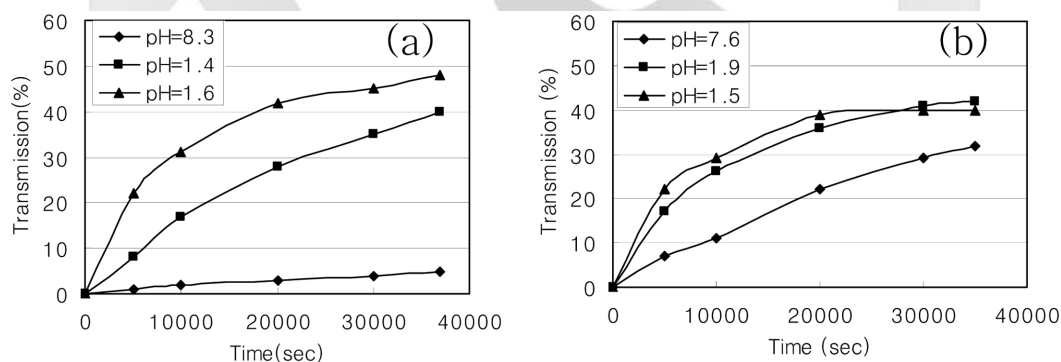 (a)
pH=8.3
pH=1.4
pH=1.6
Transmission(%)
60
50
40
30
20
10
0
0 10000 20000 30000 40000
Time(sec)
(b)
pH=7.6
pH=1.9
pH=1.5
Transmission (%)
60
50
40
30
20
10
0
0 10000 20000 30000 40000
Time (sec)